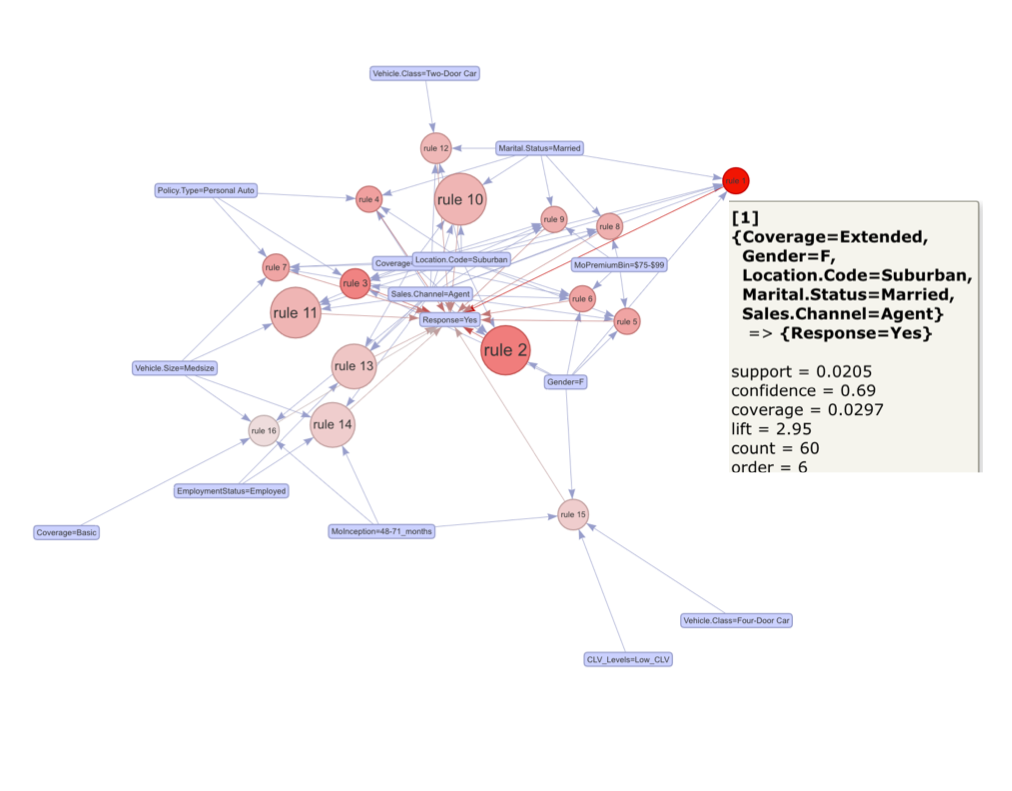 Vehicle.Class=Two-Door Car
rule 12
Marital.Status=Married
Policy.Type=Personal Auto
rule 4
rule 10
rule 9
rule 8
Coverage
Location.Code=Suburban
MoPremiumBin=$75-$99
rule 7
rule 3
Sales.Channel=Agent
rule 6
rule 11
Response=Yes
rule 5
rule 2
rule 13
Vehicle.Size=Medsize
Gender=F
rule 14
rule 16
EmploymentStatus=Employed
MoInception=48-71_months
Coverage=Basic
rule 15
Vehicle.Class=Four-Door Car
CLV_Levels=Low_CLV
rule 1
[1]
{Coverage=Extended,
Gender=F,
Location.Code=Suburban,
Marital.Status=Married,
Sales.Channel=Agent}
=> {Response=Yes}
support = 0.0205
confidence = 0.69
coverage = 0.0297
lift = 2.95
count = 60
order = 6